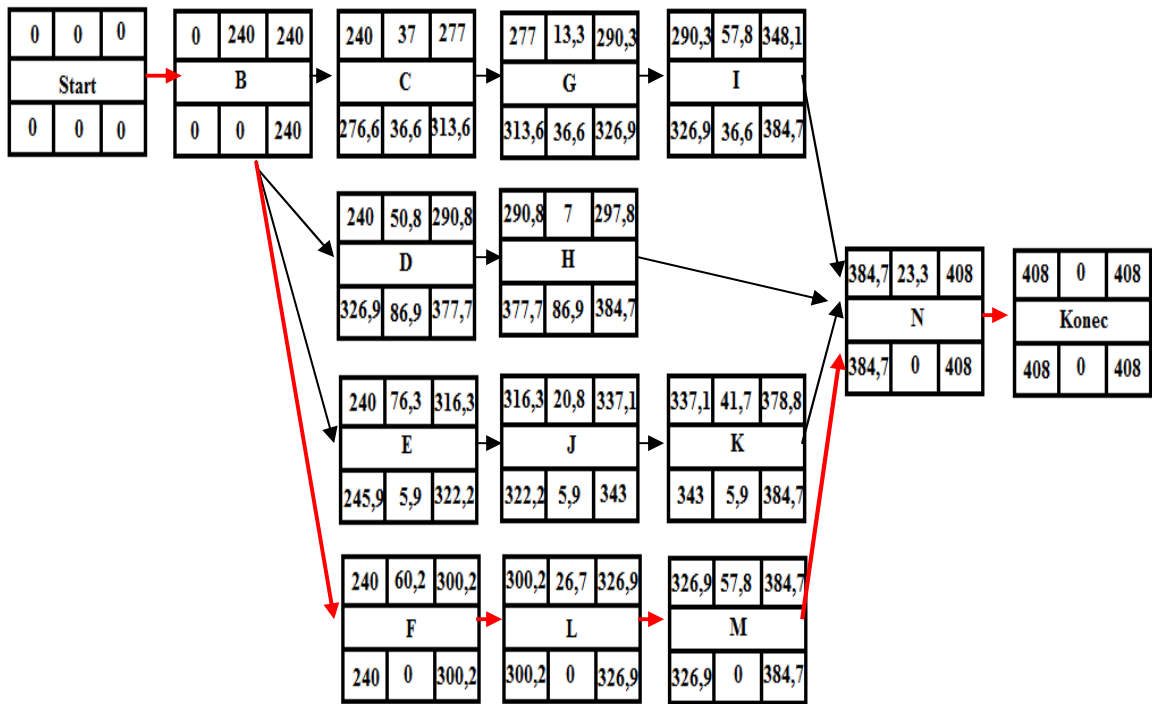 0 0 0
Start
0 0 0
0 240 240
B
0 0 240
240 37 277
C
276,6 36,6 313,6
277 13,3 290,3
G
313,6 36,6 326,9
290,3 57,8 348,1
I
326,9 36,6 384,7
240 50,8 290,8
D
326,9 86,9 377,7
290,8 7 297,8
H
377,7 86,9 384,7
384,7 23,3 408
N
384,7 0 408
408 0 408
Konec
408 0 408
240 76,3 316,3
E
245,9 5,9 322,2
316,3 20,8 337,1
J
322,2 5,9 343
337,1 41,7 378,8
K
343 5,9 384,7
240 60,2 300,2
F
240 0 300,2
300,2 26,7 326,9
L
300,2 0 326,9
326,9 57,8 384,7
M
326,9 0 384,7